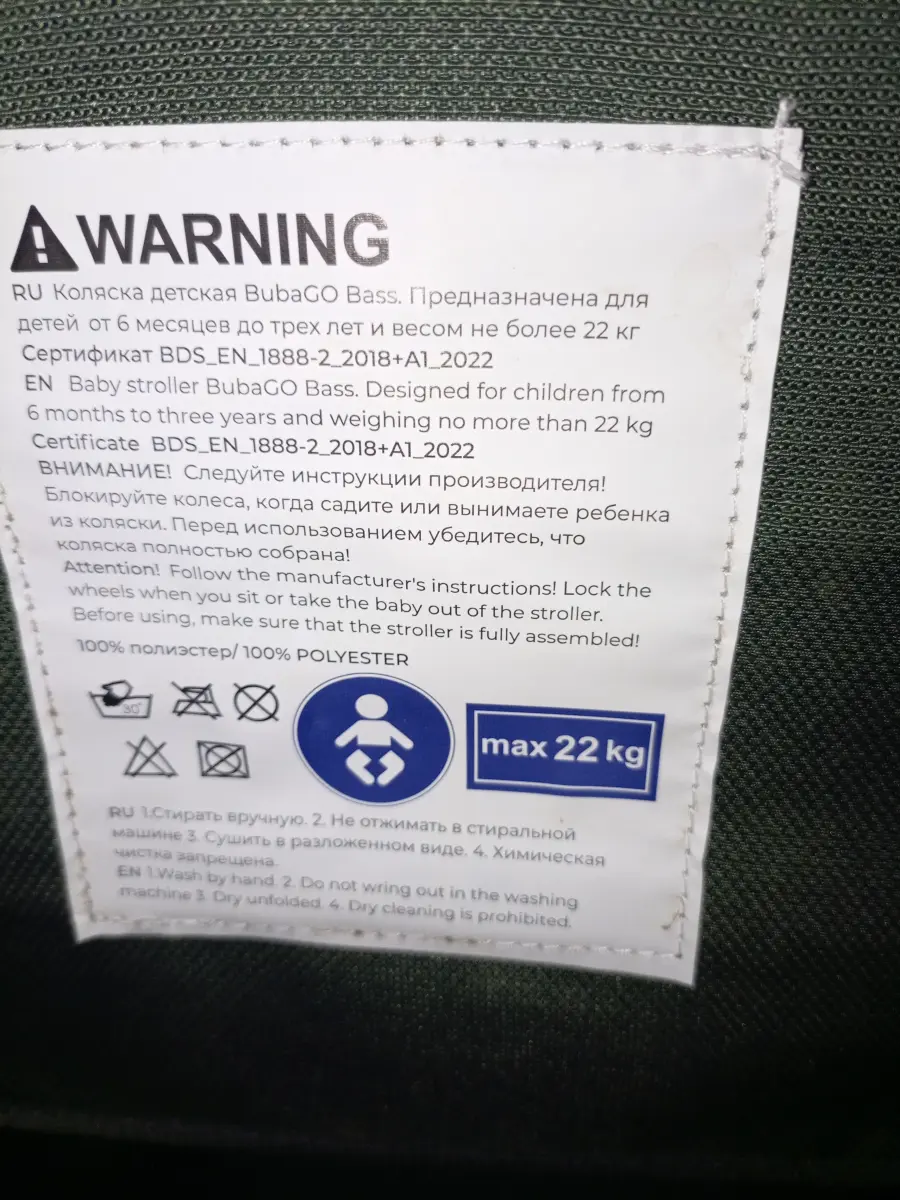 WARNING
RU Коляска детская BubaGO Bass. Предназначена для
детей от 6 месяцев до трех лет и весом не более 22 кг
Сертификат BDS_EN_1888-2_2018+A1_2022
EN Baby stroller BubaGO Bass. Designed for children from
6 months to three years and weighing no more than 22 kg
Certificate BDS_EN_1888-2_2018+A1_2022
ВНИМАНИЕ! Следуйте инструкции производителя!
Блокируйте колеса, когда садите или вынимаете ребенка
из коляски. Перед использованием убедитесь, что
коляска полностью собрана!
Attention! Follow the manufacturer's instructions! Lock the
wheels when you sit or take the baby out of the stroller.
Before using, make sure that the stroller is fully assembled!
100% полиэстер/ 100% POLYESTER
30°
max 22 kg
RU 1.Стирать вручную. 2. Не отжимать в стиральной
машине 3. Сушить в разложенном виде. 4. Химическая
чистка запрещена.
EN 1.Wash by hand. 2. Do not wring out in the washing
machine 3. Dry unfolded. 4. Dry cleaning is prohibited.